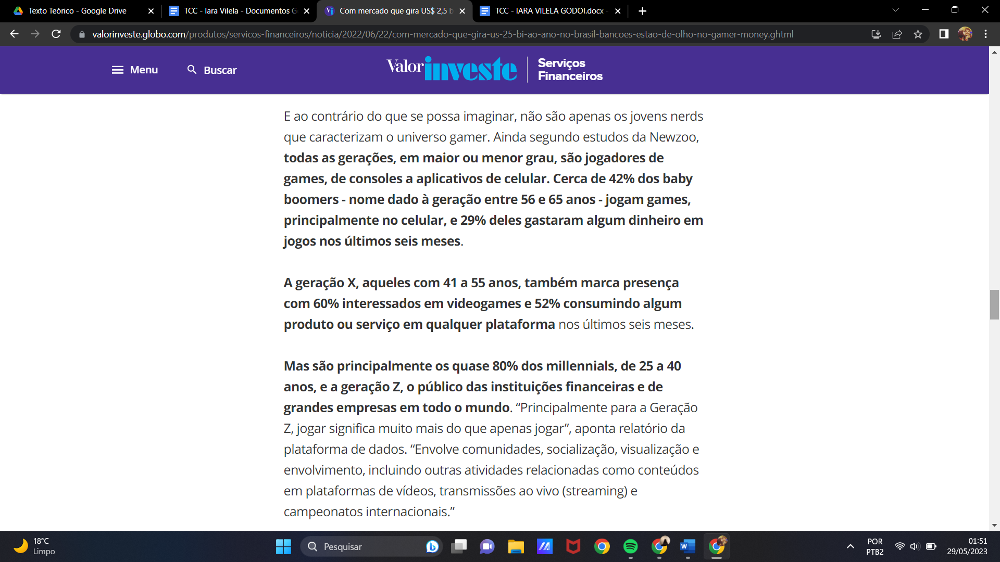 Texto Teórico - Google Drive
TCC - Iara Vilela - Documentos G
Com mercado que gira US$ 2,5 b
TCC - IARA VILELA GODOI.docx -
valorinveste.globo.com/produtos/servicos-financeiros/noticia/2022/06/22/com-mercado-que-gira-us-25-bi-ao-ano-no-brasil-bancoes-estao-de-olho-no-gamer-money.ghtml
Menu
Buscar
Valor investe
Serviços
Financeiros
E ao contrário do que se possa imaginar, não são apenas os jovens nerds
que caracterizam o universo gamer. Ainda segundo estudos da Newzoo,
todas as gerações, em maior ou menor grau, são jogadores de
games, de consoles a aplicativos de celular. Cerca de 42% dos baby
boomers - nome dado à geração entre 56 e 65 anos - jogam games,
principalmente no celular, e 29% deles gastaram algum dinheiro em
jogos nos últimos seis meses.
A geração X, aqueles com 41 a 55 anos, também marca presença
com 60% interessados em videogames e 52% consumindo algum
produto ou serviço em qualquer plataforma nos últimos seis meses.
Mas são principalmente os quase 80% dos millennials, de 25 a 40
anos, e a geração Z, o público das instituições financeiras e de
grandes empresas em todo o mundo. “Principalmente para a Geração
Z, jogar significa muito mais do que apenas jogar”, aponta relatório da
plataforma de dados. “Envolve comunidades, socialização, visualização e
envolvimento, incluindo outras atividades relacionadas como conteúdos
em plataformas de vídeos, transmissões ao vivo (streaming) e
campeonatos internacionais.”
18°C
Limpo
Pesquisar
POR
PTB2
01:51
29/05/2023